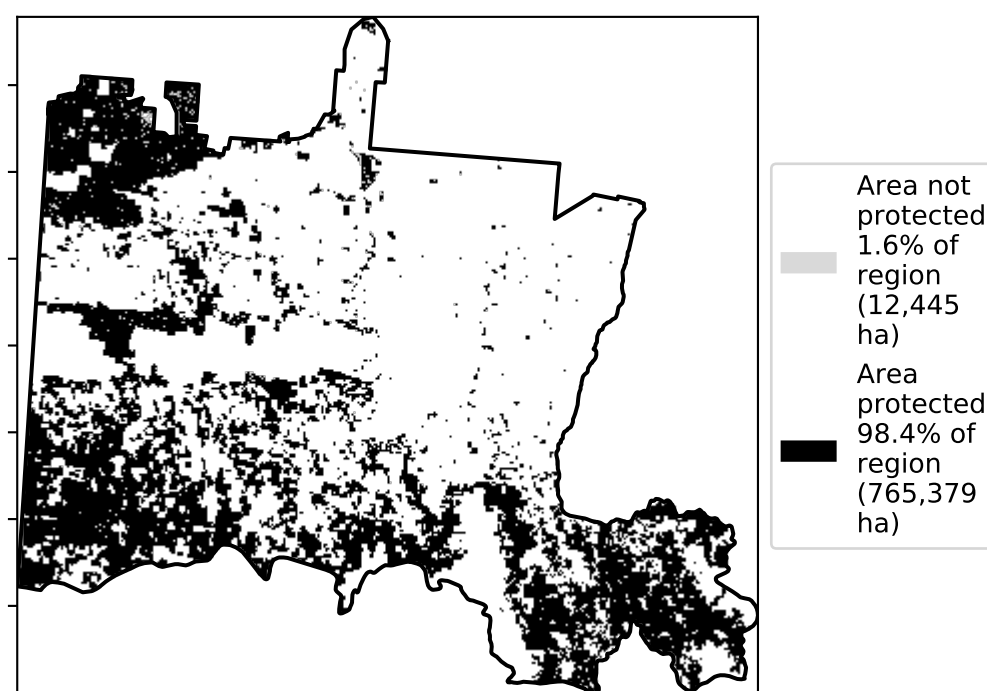 Area not
protected
1.6% of
region
(12,445
ha)
Area
protected
98.4% of
region
(765,379
ha)